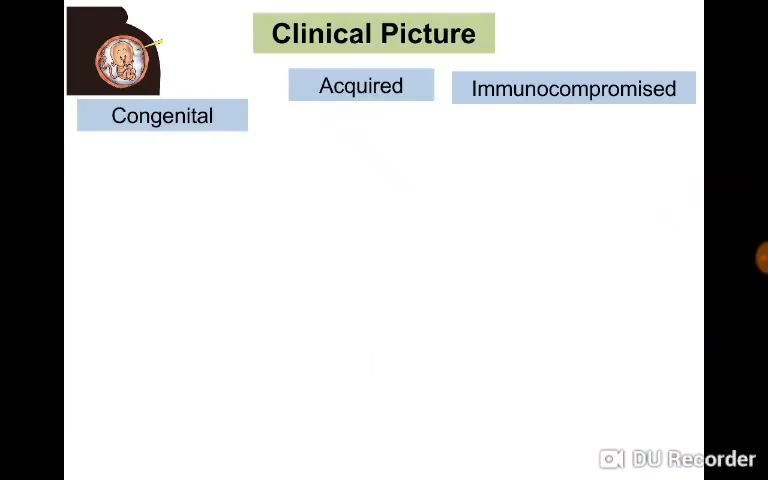 Clinical Picture
Acquired
Immunocompromised
Congenital
DU Recorder